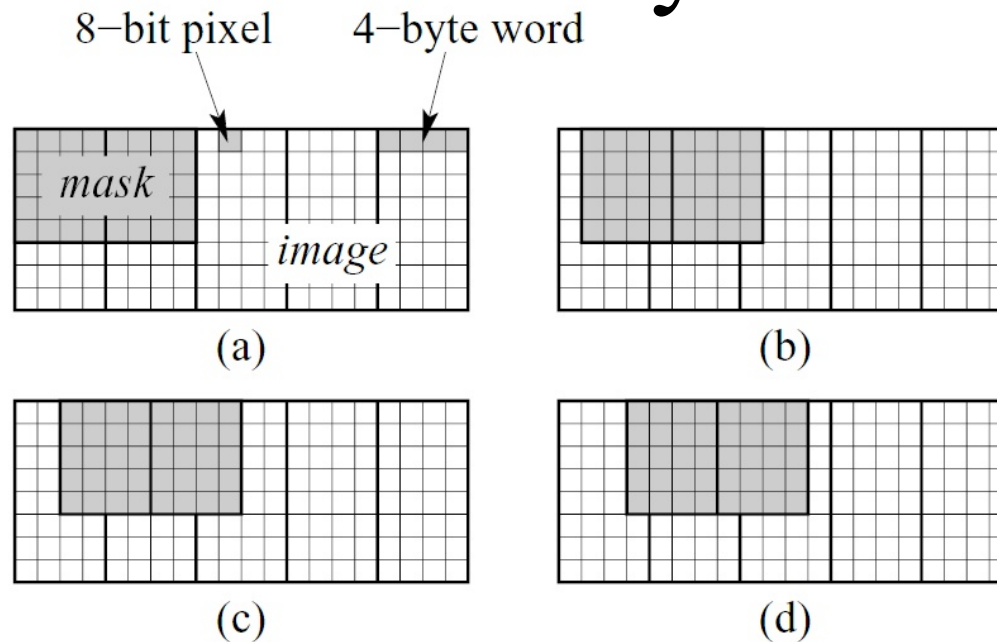 y
8−bit pixel 4−byte word
mask
image
(a) (b)
(c) (d)